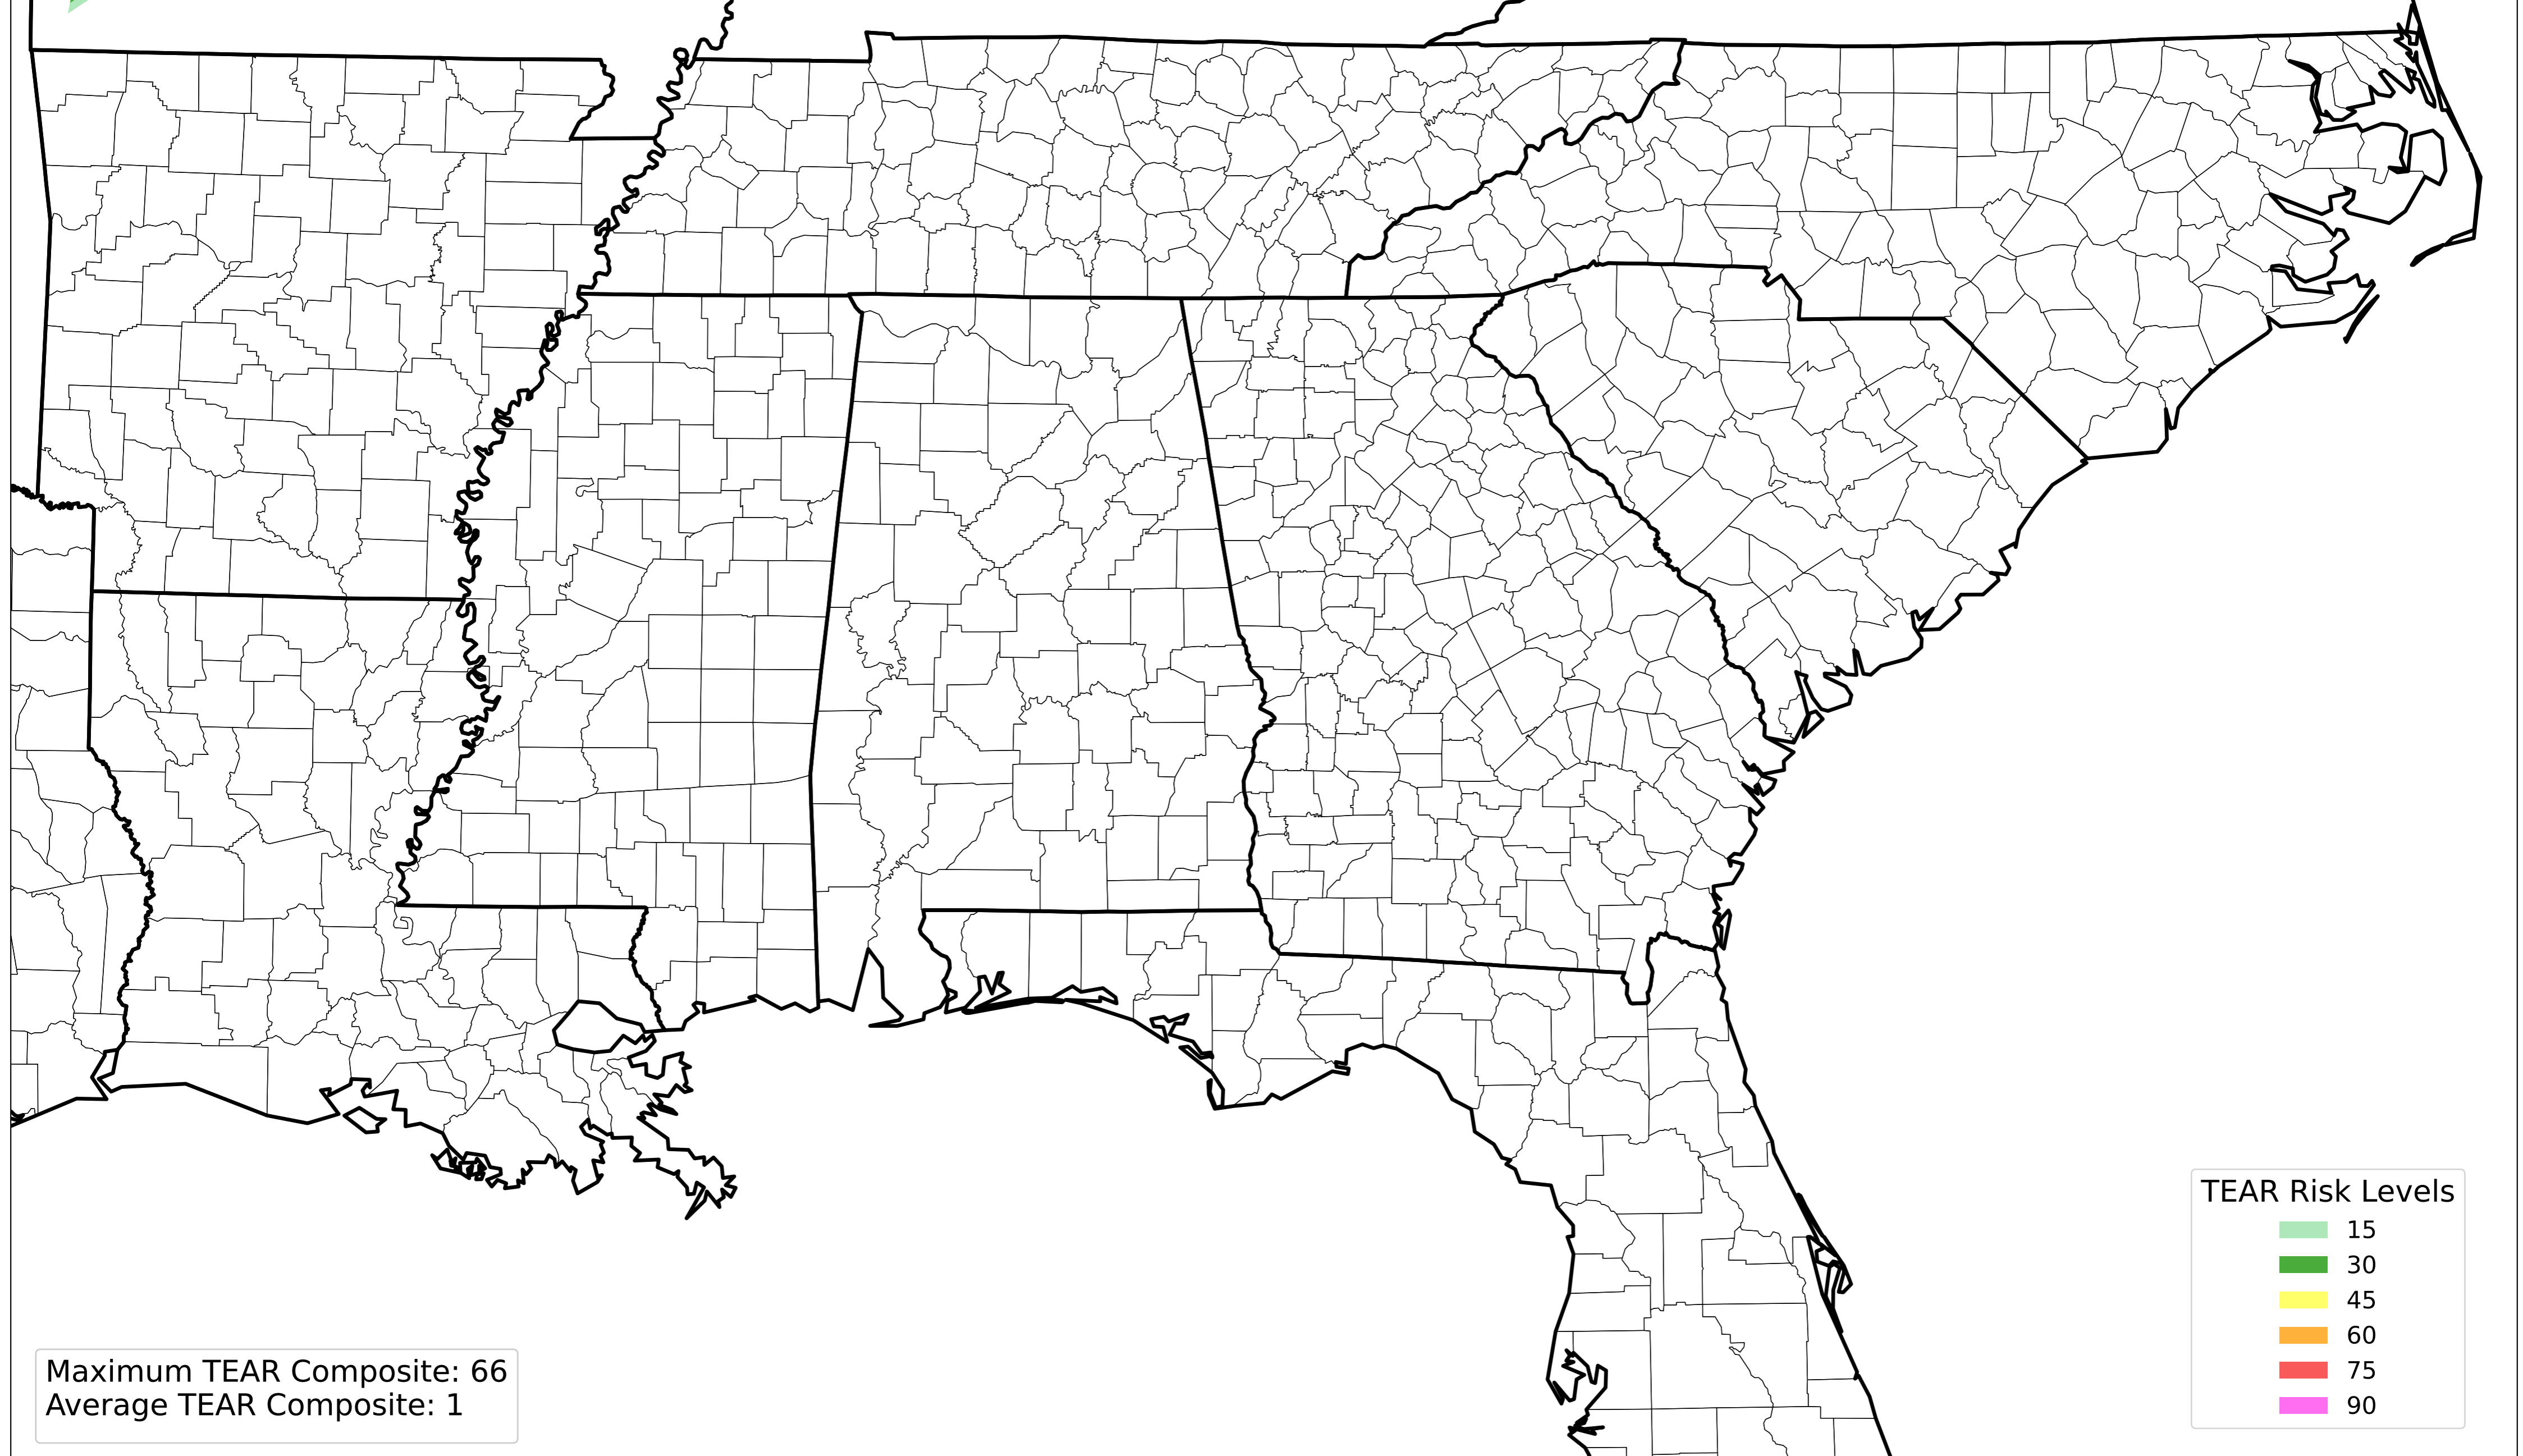 TEAR Risk Levels
15
30
45
60
75
90
Maximum TEAR Composite: 66
Average TEAR Composite: 1